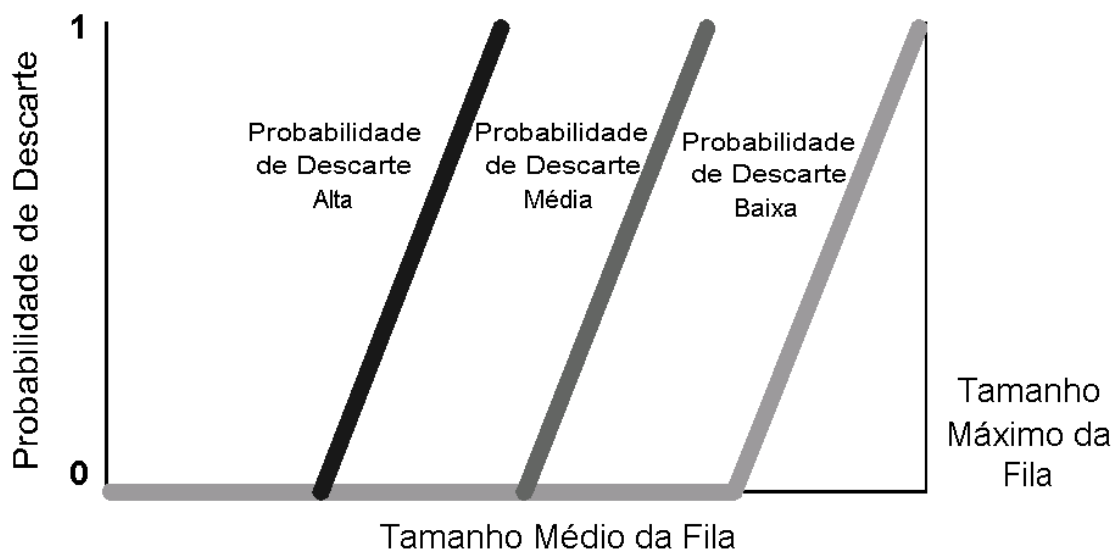 1
Probabilidade de Descarte
Probabilidade
de Descarte
Alta
Probabilidade
de Descarte
Média
Probabilidade
de Descarte
Baixa
0
Tamanho
Máximo da
Fila
Tamanho Médio da Fila